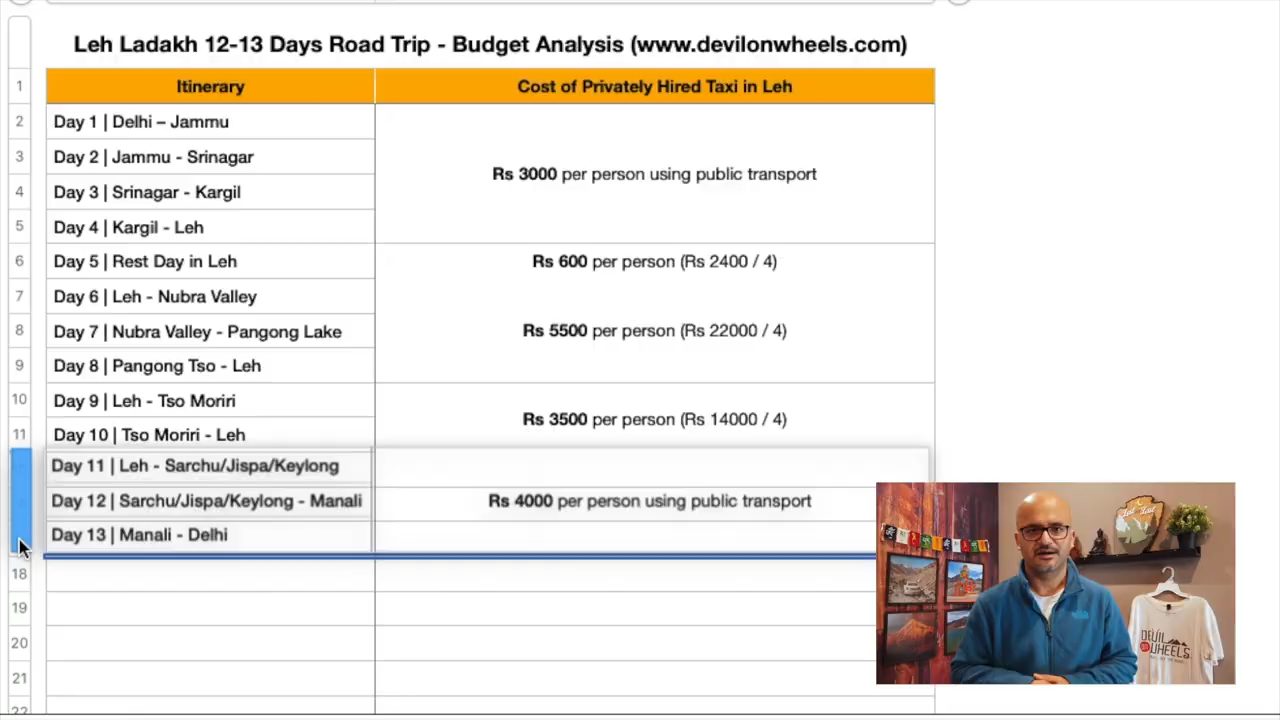 Leh Ladakh 12-13 Days Road Trip - Budget Analysis (www.devilonwheels.com)
1
Itinerary
Cost of Privately Hired Taxi in Leh
2
Day 1 | Delhi – Jammu
3
Day 2 | Jammu - Srinagar
Rs 3000 per person using public transport
4
Day 3 | Srinagar - Kargil
5
Day 4 | Kargil - Leh
6
Day 5 | Rest Day in Leh
Rs 600 per person (Rs 2400 / 4)
7
Day 6 | Leh - Nubra Valley
8
Day 7 | Nubra Valley - Pangong Lake
Rs 5500 per person (Rs 22000 / 4)
9
Day 8 | Pangong Tso - Leh
10
Day 9 | Leh - Tso Moriri
Rs 3500 per person (Rs 14000 / 4)
11
Day 10 | Tso Moriri - Leh
Day 11 | Leh - Sarchu/Jispa/Keylong
Day 12 | Sarchu/Jispa/Keylong - Manali
Rs 4000 per person using public transport
Day 13 | Manali - Delhi
18
19
20
21
22
DEVIL
ON WHEELS